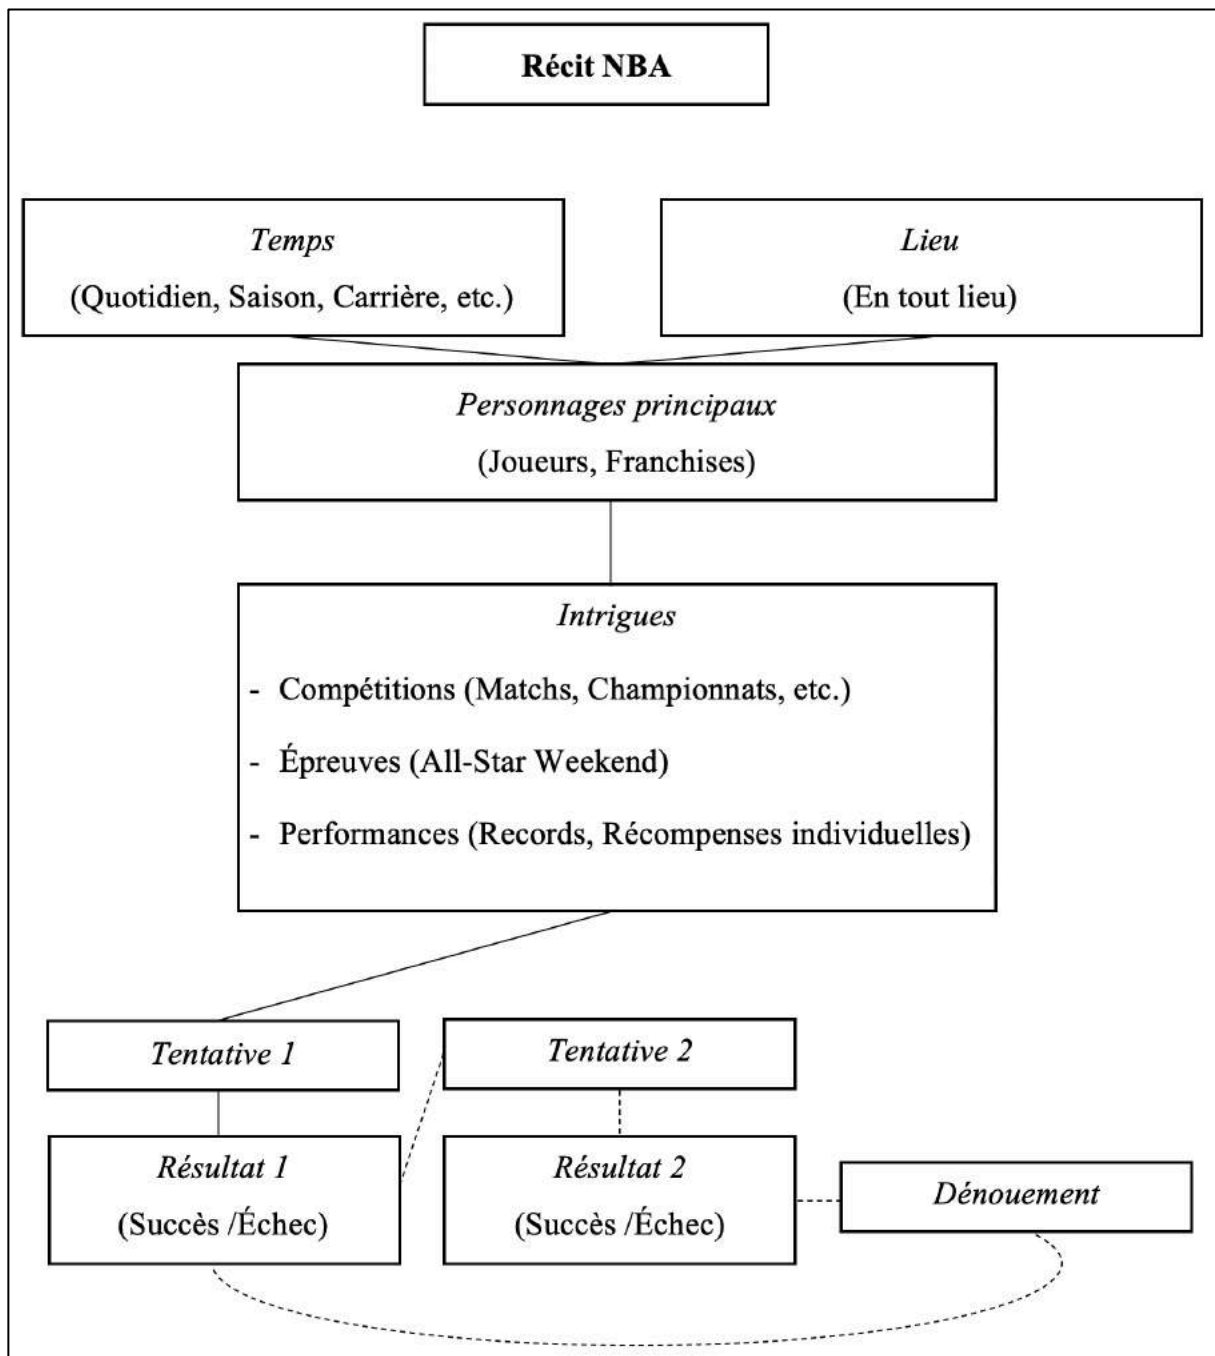 Récit NBA
Temps
(Quotidien, Saison, Carrière, etc.)
Lieu
(En tout lieu)
Personnages principaux
(Joueurs, Franchises)
Intrigues
- Compétitions (Matchs, Championnats, etc.)
- Épreuves (All-Star Weekend)
- Performances (Records, Récompenses individuelles)
Tentative 1
Tentative 2
Résultat 1
(Succès /Échec)
Résultat 2
(Succès /Échec)
Dénouement